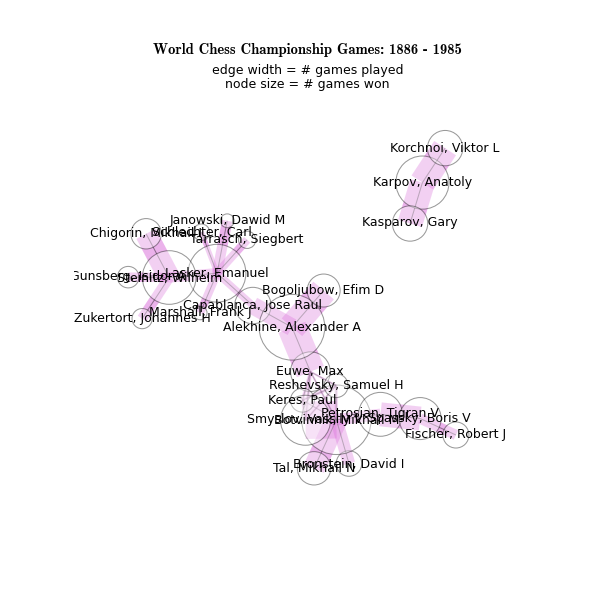 World Chess Championship Games: 1886 - 1985
edge width = # games played
node size = # games won
Korchnoi, Viktor L
Karpov, Anatoly
Kasparov, Gary
Janowski, Dawid M
Chigorin, Mikhail I
Schlechter, Carl
Tarrasch, Siegbert
Lasker, Emanuel
Gunsberg, Isidor
Steinitz, Wilhelm
Bogoljubow, Efim D
Capablanca, Jose Raul
Marshall, Frank J
Zukertort, Johannes H
Alekhine, Alexander A
Euwe, Max
Reshevsky, Samuel H
Keres, Paul
Petrosian, Tigran V
Smyslov, Vassily V
Botvinnik, Mikhail M
Spassky, Boris V
Fischer, Robert J
Bronstein, David I
Tal, Mikhail N